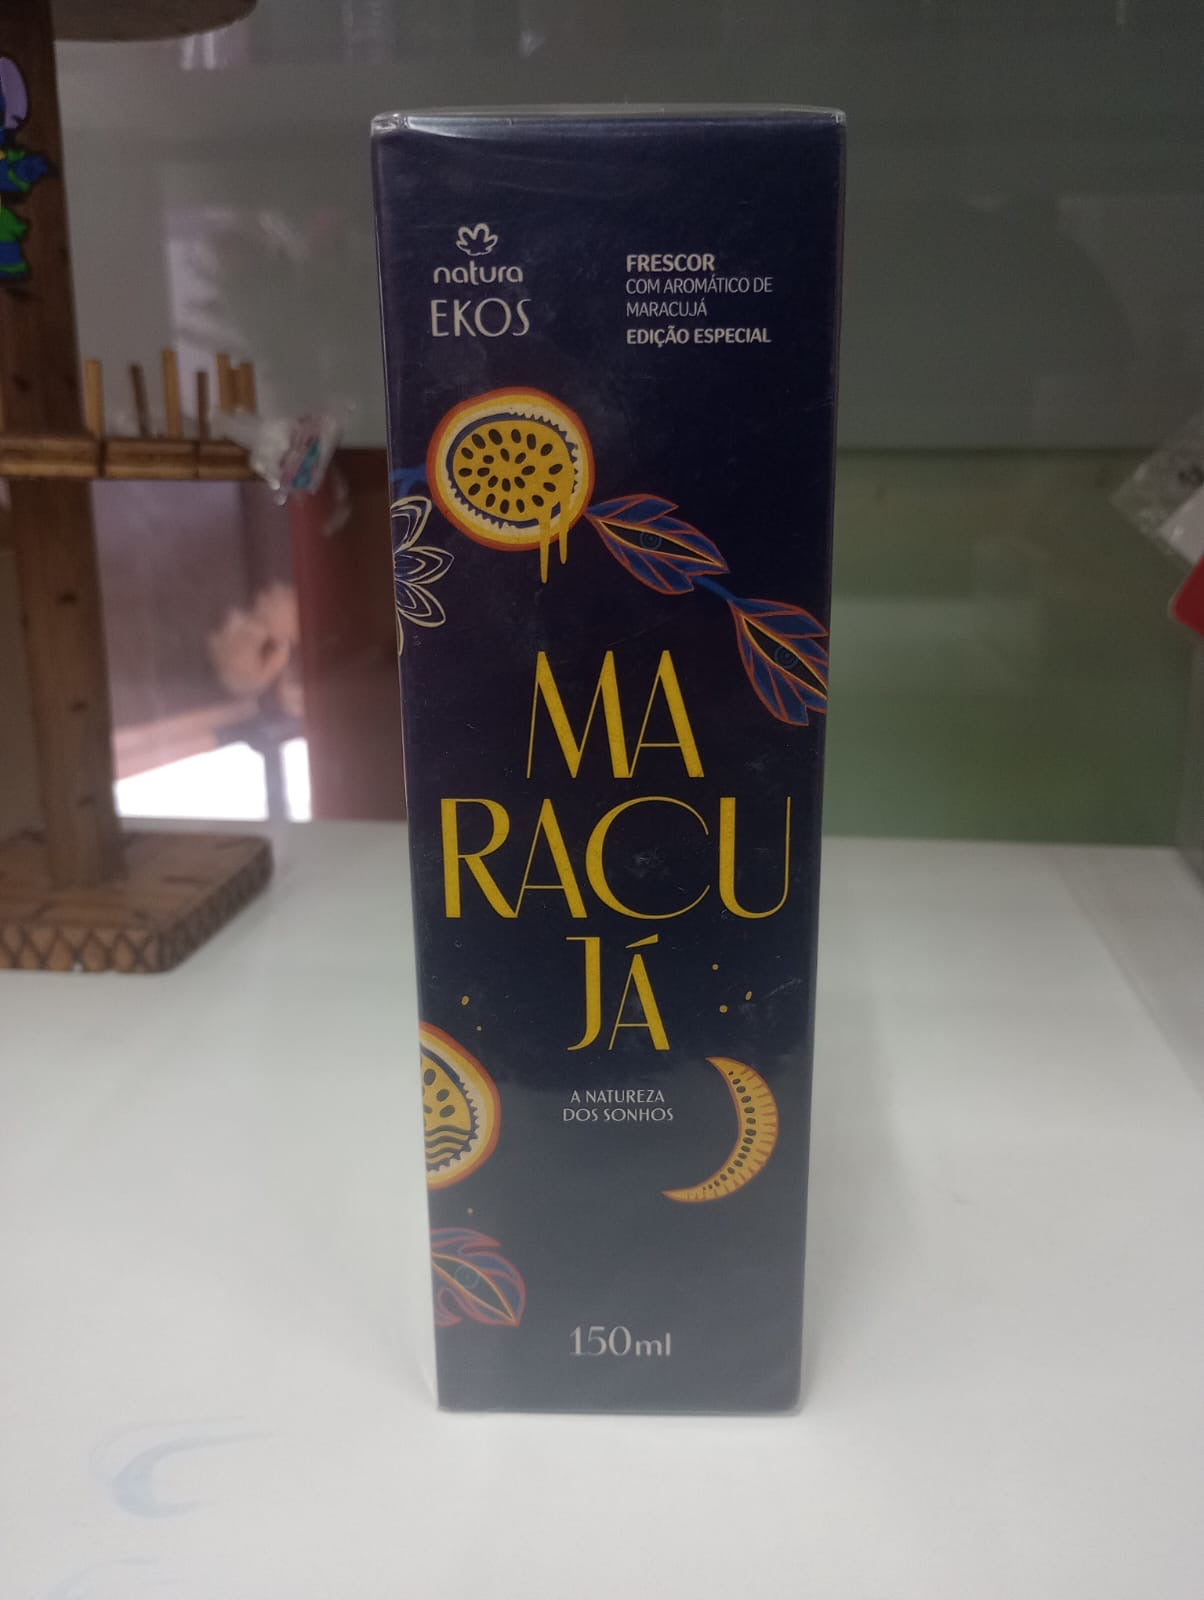 natura
EKOS
FRESCOR
COM AROMÁTICO DE
MARACUJÁ
EDIÇÃO ESPECIAL
MA
RACU
JÁ
A NATUREZA
DOS SONHOS
150ml